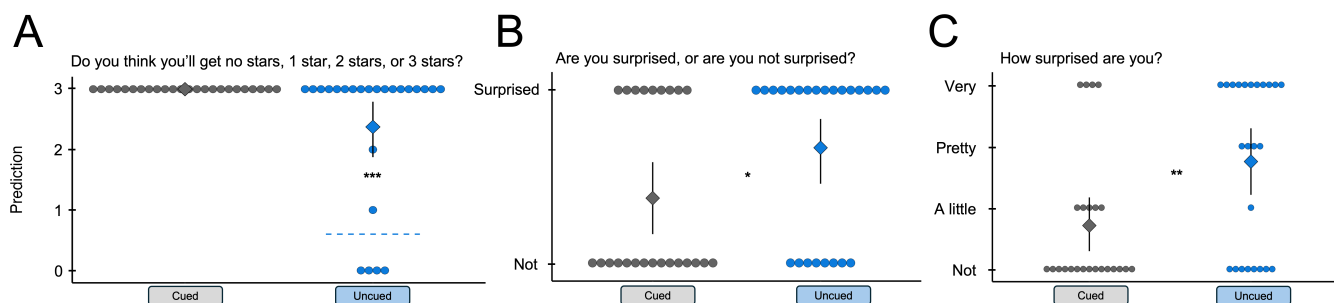 A
Do you think you'll get no stars, 1 star, 2 stars, or 3 stars?
Prediction
3
2
1
0
***
Cued
Uncued
B
Are you surprised, or are you not surprised?
Surprised
Not
*
Cued
Uncued
C
How surprised are you?
Very
Pretty
A little
Not
**
Cued
Uncued